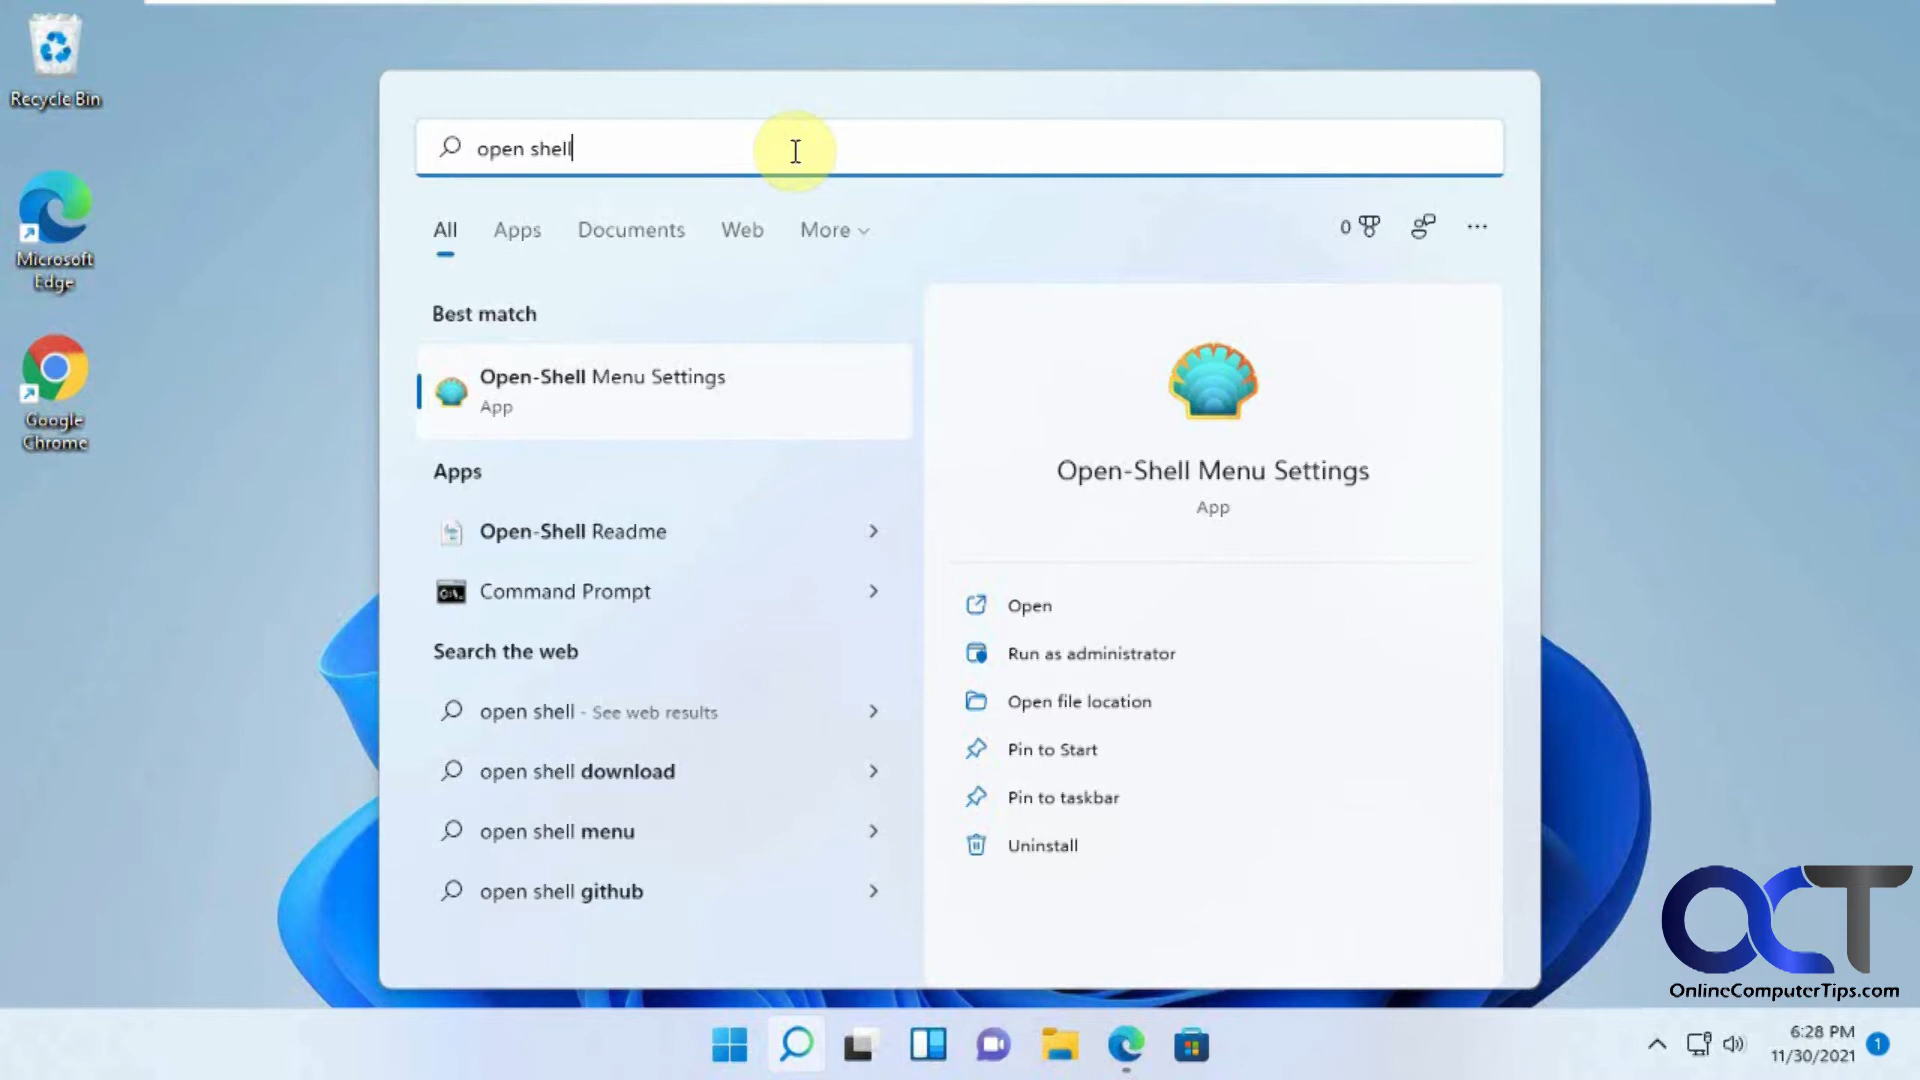 Recycle Bin
Microsoft
Edge
Google
Chrome
open shell
All Apps Documents Web More
0
Best match
Open-Shell Menu Settings
App
Apps
Open-Shell Readme
Command Prompt
Search the web
open shell - See web results
open shell download
open shell menu
open shell github
Open-Shell Menu Settings
App
Open
Run as administrator
Open file location
Pin to Start
Pin to taskbar
Uninstall
OCT
OnlineComputerTips.com
6:28 PM
11/30/2021
1